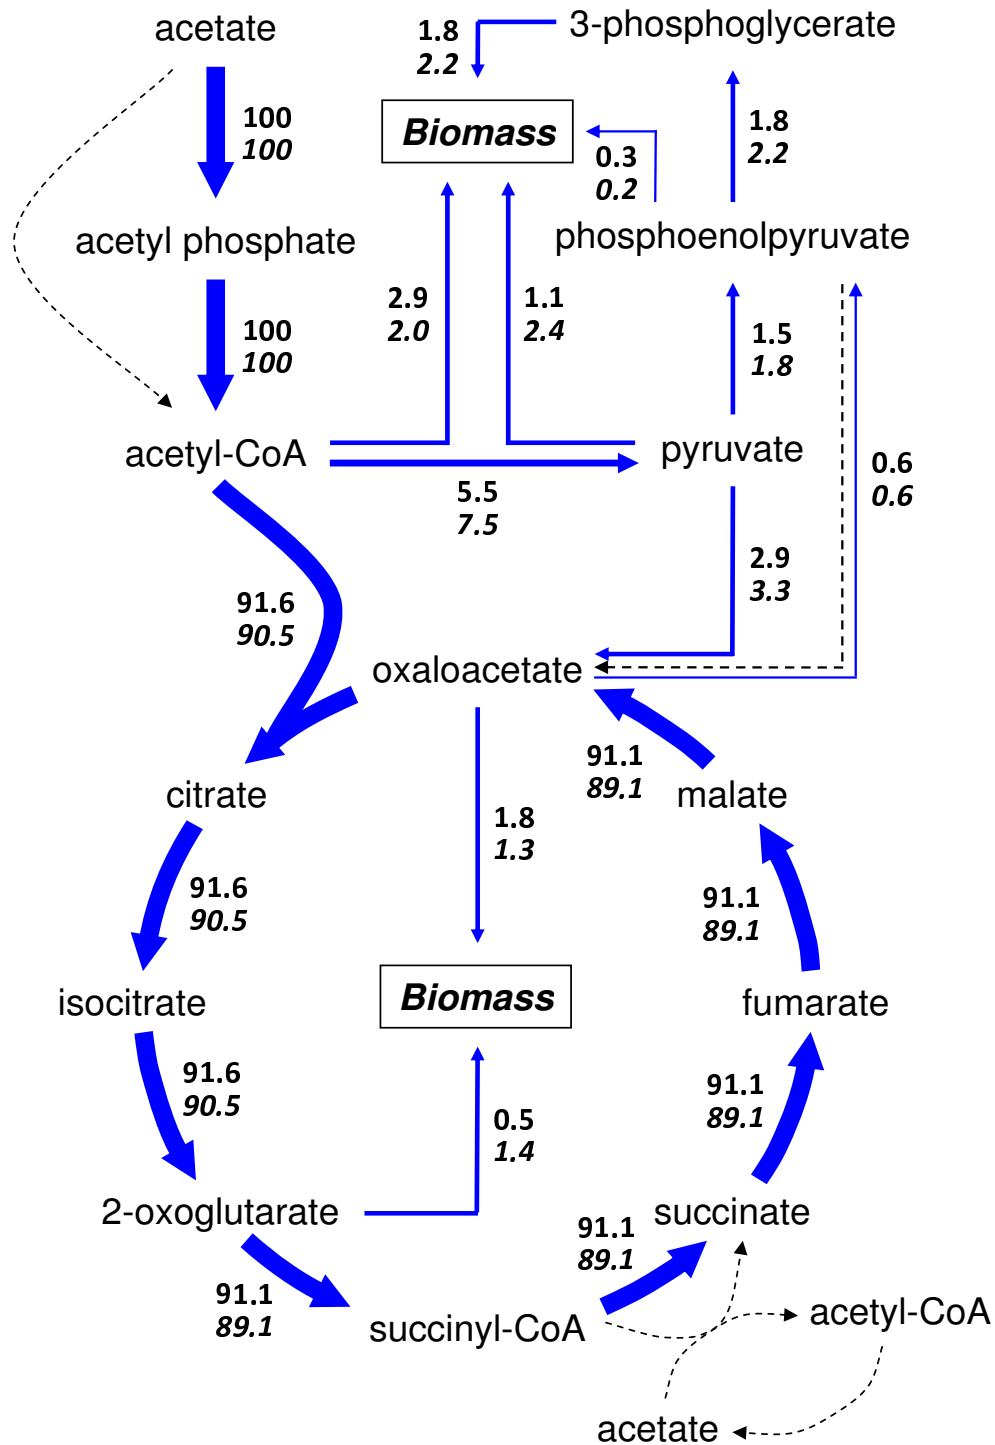 acetate
1.8
2.2
3-phosphoglycerate
100
100
Biomass
0.3
0.2
1.8
2.2
acetyl phosphate
phosphoenolpyruvate
100
100
2.9
2.0
1.1
2.4
1.5
1.8
acetyl-CoA
pyruvate
5.5
7.5
0.6
0.6
91.6
90.5
2.9
3.3
oxaloacetate
91.1
89.1
citrate
malate
91.6
90.5
1.8
1.3
91.1
89.1
isocitrate
Biomass
fumarate
91.6
90.5
0.5
1.4
91.1
89.1
2-oxoglutarate
succinate
91.1
89.1
91.1
89.1
succinyl-CoA
acetyl-CoA
acetate